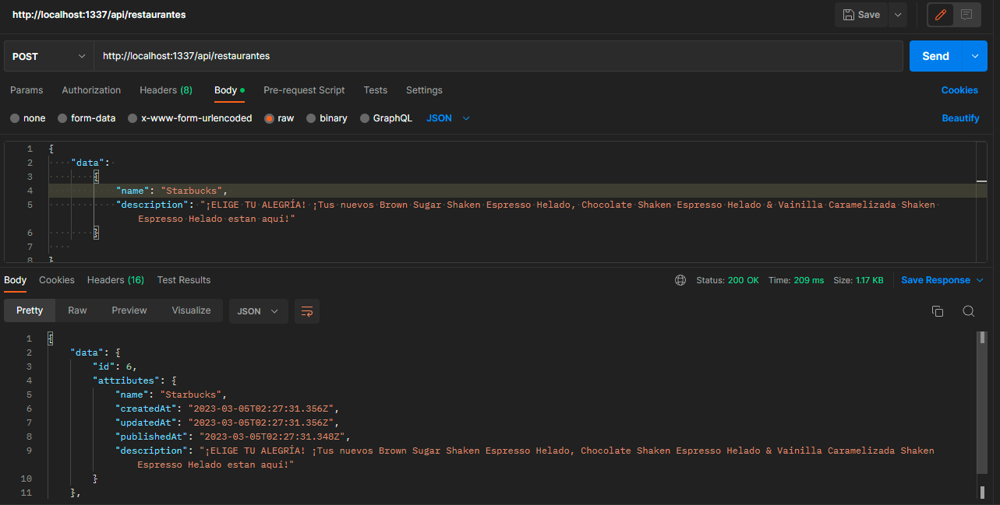 http://localhost:1337/api/restaurantes
Save
POST
http://localhost:1337/api/restaurantes
Send
Params Authorization Headers (8) Body Pre-request Script Tests Settings Cookies
none form-data x-www-form-urlencoded raw binary GraphQL JSON Beautify
1 {
2 "data":
3 {
4 "name": "Starbucks",
5 "description": "¡ELIGE TU ALEGRÍA! ¡Tus nuevos Brown Sugar Shaken Espresso Helado, Chocolate Shaken Espresso Helado & Vainilla Caramelizada Shaken
Espresso Helado estan aquí!"
6 }
7
8 }
Body Cookies Headers (16) Test Results Status: 200 OK Time: 209 ms Size: 1.17 KB Save Response
Pretty Raw Preview Visualize JSON
1 {
2 "data": {
3 "id": 6,
4 "attributes": {
5 "name": "Starbucks",
6 "createdAt": "2023-03-05T02:27:31.356Z",
7 "updatedAt": "2023-03-05T02:27:31.356Z",
8 "publishedAt": "2023-03-05T02:27:31.348Z",
9 "description": "¡ELIGE TU ALEGRÍA! ¡Tus nuevos Brown Sugar Shaken Espresso Helado, Chocolate Shaken Espresso Helado & Vainilla Caramelizada Shaken
Espresso Helado estan aquí!"
10 }
11 },